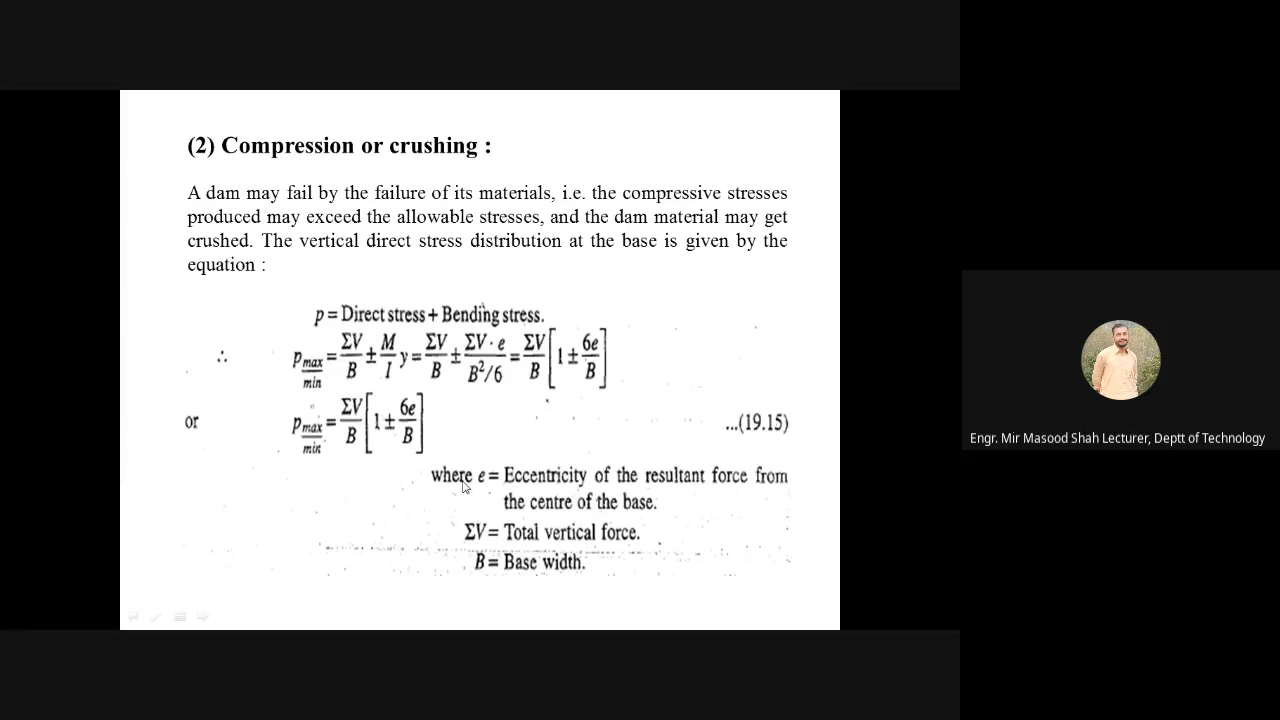 (2) Compression or crushing :
A dam may fail by the failure of its materials, i.e. the compressive stresses
produced may exceed the allowable stresses, and the dam material may get
crushed. The vertical direct stress distribution at the base is given by the
equation :
p = Direct stress + Bending stress.
∴ p max/min = ΣV/B ± M/I y = ΣV/B ± ΣV · e/B²/6 = ΣV/B [1 ± 6e/B]
or p max/min = ΣV/B [1 ± 6e/B] ...(19.15)
where e = Eccentricity of the resultant force from
the centre of the base.
ΣV = Total vertical force.
B = Base width.
Engr. Mir Masood Shah Lecturer, Deptt of Technology